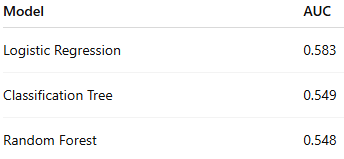 Model AUC
Logistic Regression 0.583
Classification Tree 0.549
Random Forest 0.548